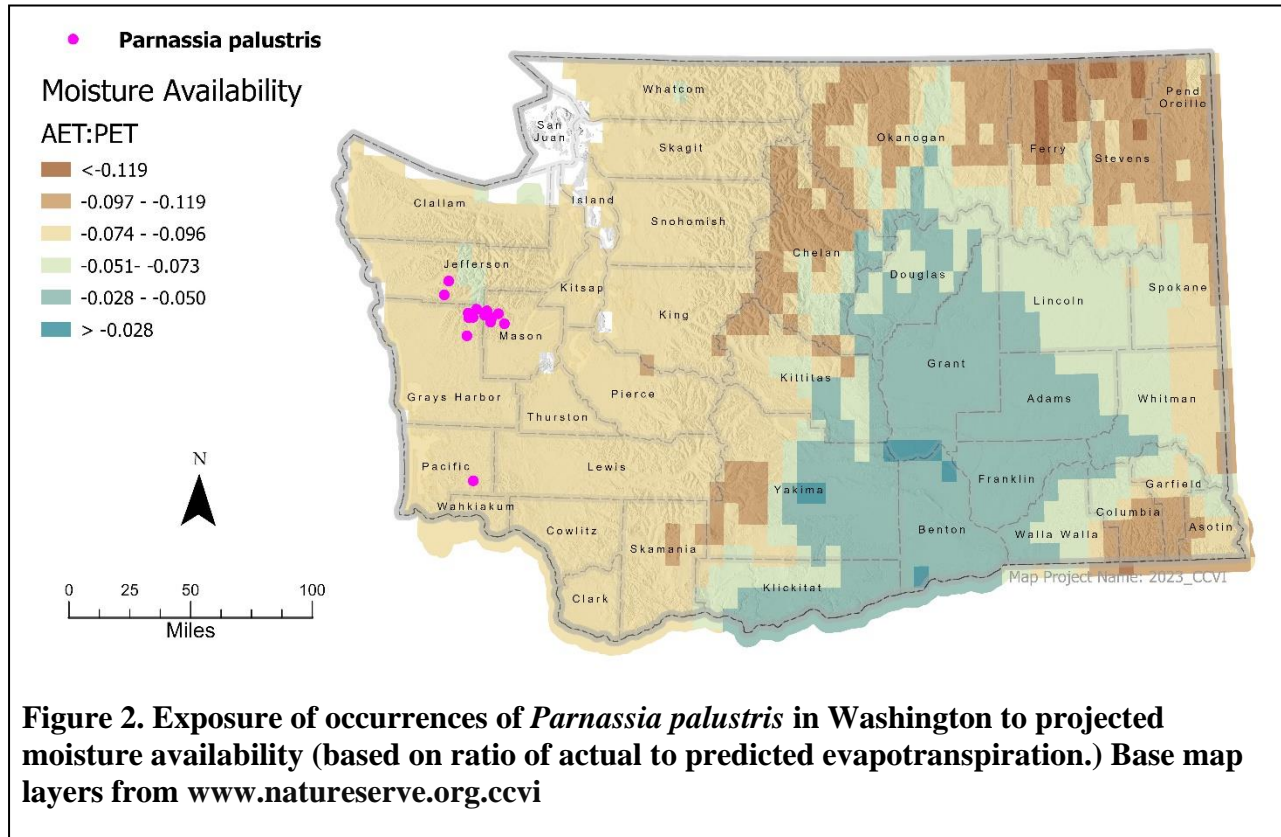 Parnassia palustris
Moisture Availability
AET:PET
<-0.119
-0.097 - -0.119
-0.074 - -0.096
-0.051- -0.073
-0.028 - -0.050
> -0.028
N
0 25 50 100
Miles
Whatcom
San
Juan
Skagit
Island
Clallam
Snohomish
Jefferson
Kitsap
King
Mason
Grays Harbor
Pierce
Thurston
Pacific
Lewis
Wahkiakum
Cowlitz
Skamania
Clark
Okanogan
Ferry
Stevens
Pend
Oreille
Chelan
Douglas
Lincoln
Spokane
Grant
Kittitas
Adams
Whitman
Yakima
Franklin
Garfield
Columbia
Asotin
Benton
Walla Walla
Klickitat
Map Project Name: 2023_CCVI
Figure 2. Exposure of occurrences of Parnassia palustris in Washington to projected
moisture availability (based on ratio of actual to predicted evapotranspiration.) Base map
layers from www.natureserve.org.ccvi